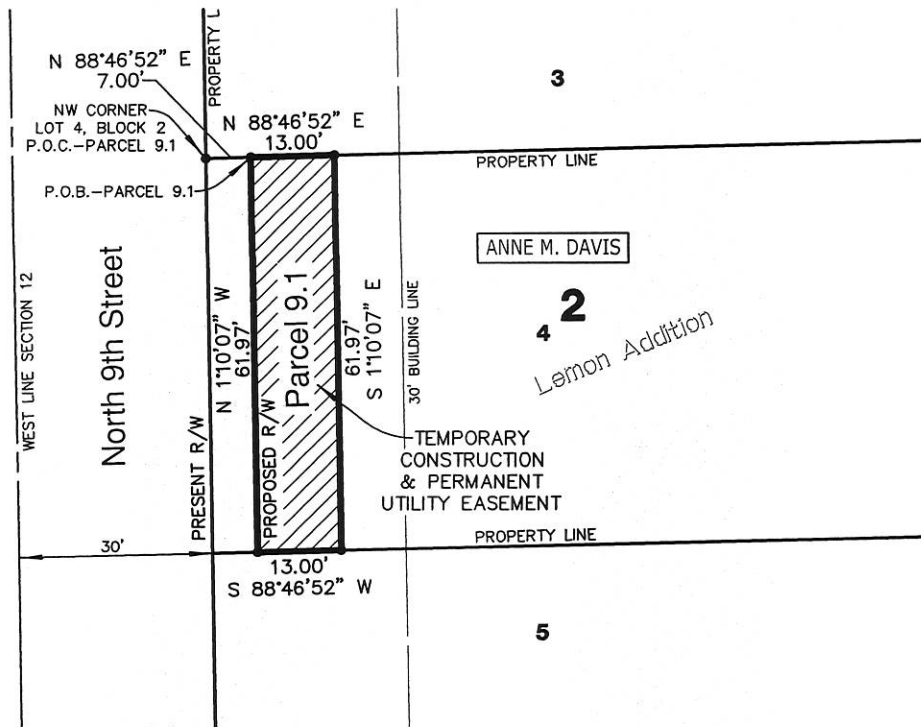 PROPERTY L
N 88°46'52" E
7.00'
3
NW CORNER
LOT 4, BLOCK 2
P.O.C.-PARCEL 9.1
N 88°46'52" E
13.00'
PROPERTY LINE
P.O.B.-PARCEL 9.1
ANNE M. DAVIS
WEST LINE SECTION 12
North 9th Street
PRESENT R/W
N 1°10'07" W
61.97'
PROPOSED R/W
Parcel 9.1
61.97'
S 1°10'07" E
30' BUILDING LINE
2
4
Lemon Addition
TEMPORARY
CONSTRUCTION
& PERMANENT
UTILITY EASEMENT
30'
PROPERTY LINE
13.00'
S 88°46'52" W
5